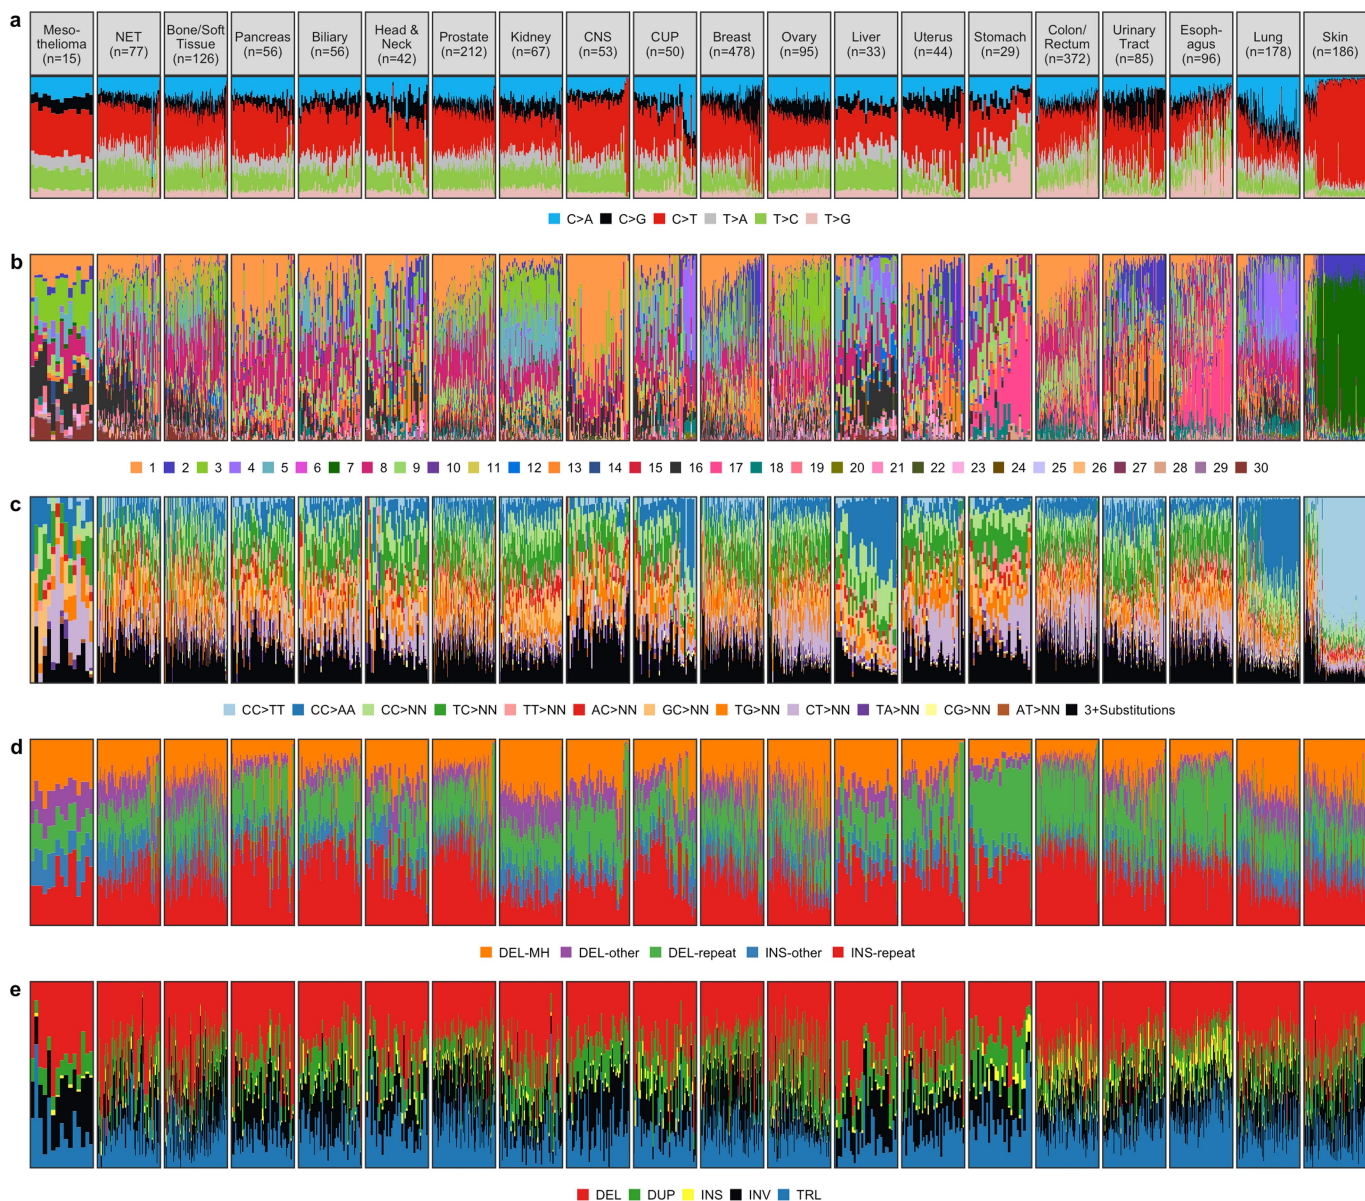 a
Meso-
thelioma
(n=15)
NET
(n=77)
Bone/Soft
Tissue
(n=126)
Pancreas
(n=56)
Biliary
(n=56)
Head &
Neck
(n=42)
Prostate
(n=212)
Kidney
(n=67)
CNS
(n=53)
CUP
(n=50)
Breast
(n=478)
Ovary
(n=95)
Liver
(n=33)
Uterus
(n=44)
Stomach
(n=29)
Colon/
Rectum
(n=372)
Urinary
Tract
(n=85)
Esoph-
agus
(n=96)
Lung
(n=178)
Skin
(n=186)
C>A C>G C>T T>A T>C T>G
b
1 2 3 4 5 6 7 8 9 10 11 12 13 14 15 16 17 18 19 20 21 22 23 24 25 26 27 28 29 30
c
CC>TT CC>AA CC>NN TC>NN TT>NN AC>NN GC>NN TG>NN CT>NN TA>NN CG>NN AT>NN 3+Substitutions
d
DEL-MH DEL-other DEL-repeat INS-other INS-repeat
e
DEL DUP INS INV TRL